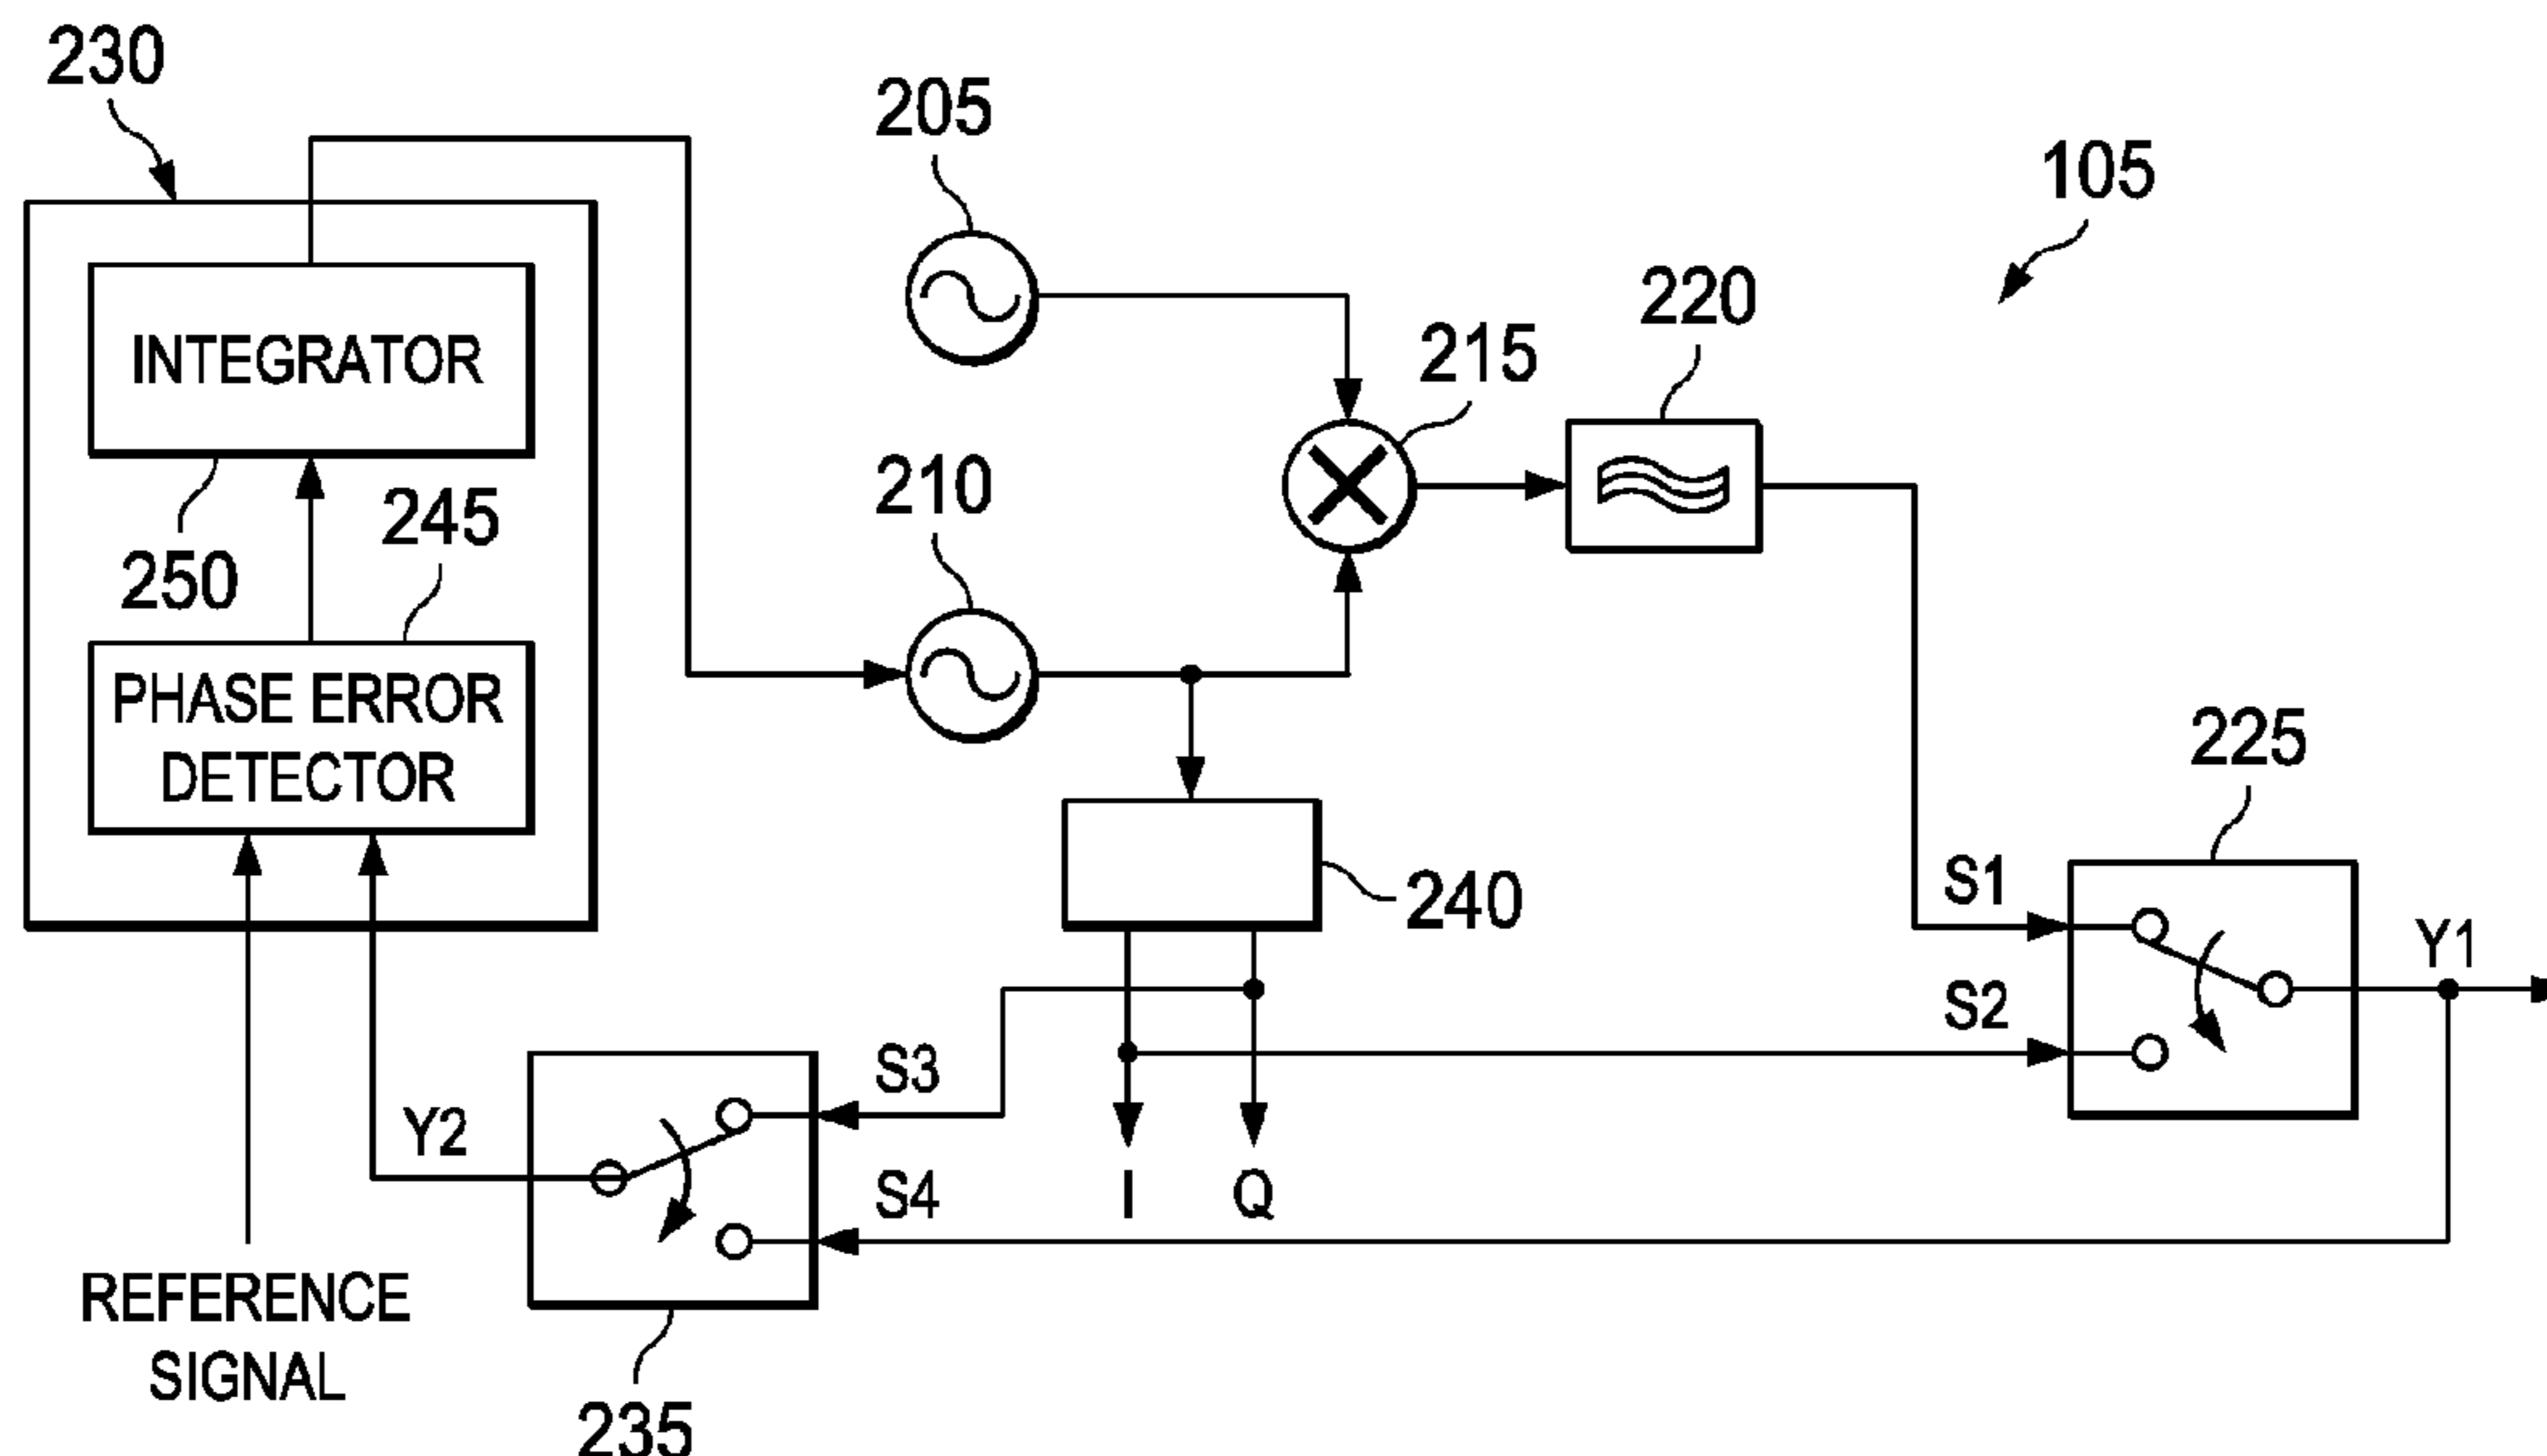 230
205
105
220
215
INTEGRATOR
210
245
250
PHASE ERROR
DETECTOR
225
240
S1
Y1
S2
S3
Y2
S4
I
Q
REFERENCE
SIGNAL
235